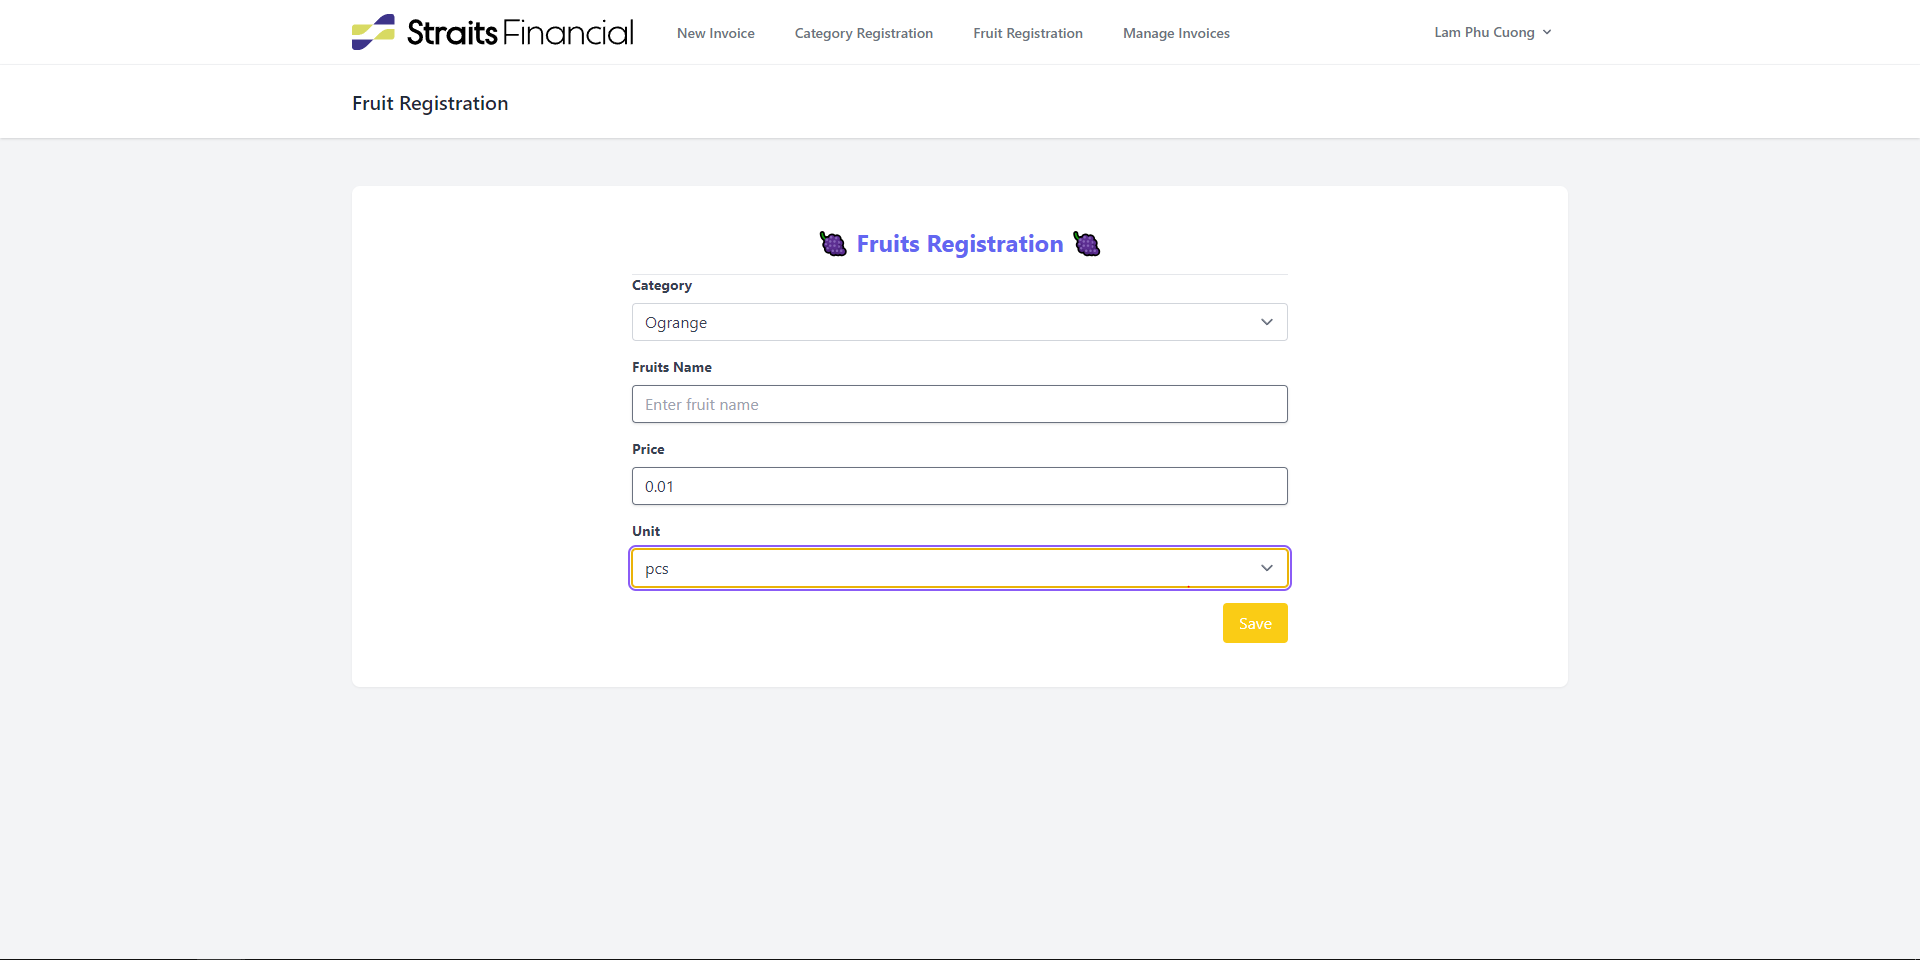 Straits Financial
New Invoice
Category Registration
Fruit Registration
Manage Invoices
Lam Phu Cuong
Fruit Registration
Fruits Registration
Category
Ogrange
Fruits Name
Enter fruit name
Price
0.01
Unit
pcs
Save